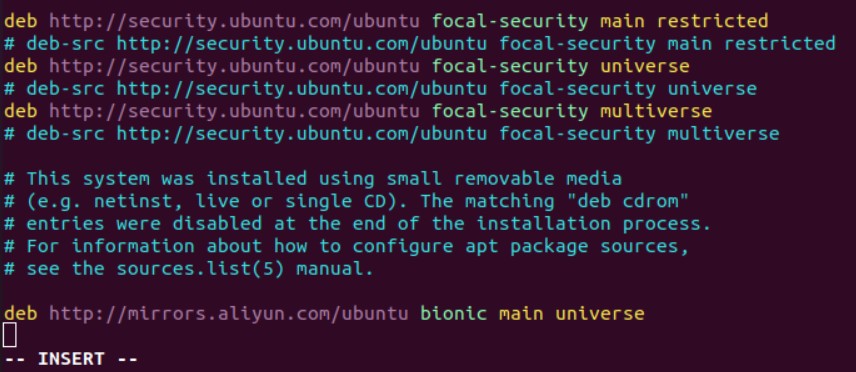 deb http://security.ubuntu.com/ubuntu focal-security main restricted
# deb-src http://security.ubuntu.com/ubuntu focal-security main restricted
deb http://security.ubuntu.com/ubuntu focal-security universe
# deb-src http://security.ubuntu.com/ubuntu focal-security universe
deb http://security.ubuntu.com/ubuntu focal-security multiverse
# deb-src http://security.ubuntu.com/ubuntu focal-security multiverse
# This system was installed using small removable media
# (e.g. netinst, live or single CD). The matching "deb cdrom"
# entries were disabled at the end of the installation process.
# For information about how to configure apt package sources,
# see the sources.list(5) manual.
deb http://mirrors.aliyun.com/ubuntu bionic main universe
-- INSERT --